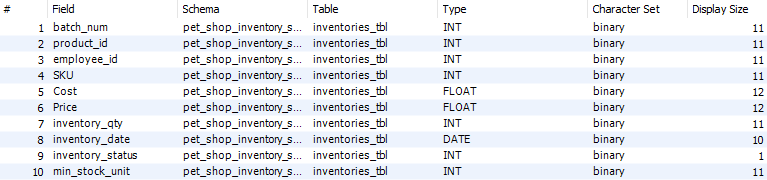 # Field Schema Table Type Character Set Display Size
1 batch_num pet_shop_inventory_s... inventories_tbl INT binary 11
2 product_id pet_shop_inventory_s... inventories_tbl INT binary 11
3 employee_id pet_shop_inventory_s... inventories_tbl INT binary 11
4 SKU pet_shop_inventory_s... inventories_tbl INT binary 11
5 Cost pet_shop_inventory_s... inventories_tbl FLOAT binary 12
6 Price pet_shop_inventory_s... inventories_tbl FLOAT binary 12
7 inventory_qty pet_shop_inventory_s... inventories_tbl INT binary 11
8 inventory_date pet_shop_inventory_s... inventories_tbl DATE binary 10
9 inventory_status pet_shop_inventory_s... inventories_tbl INT binary 1
10 min_stock_unit pet_shop_inventory_s... inventories_tbl INT binary 11